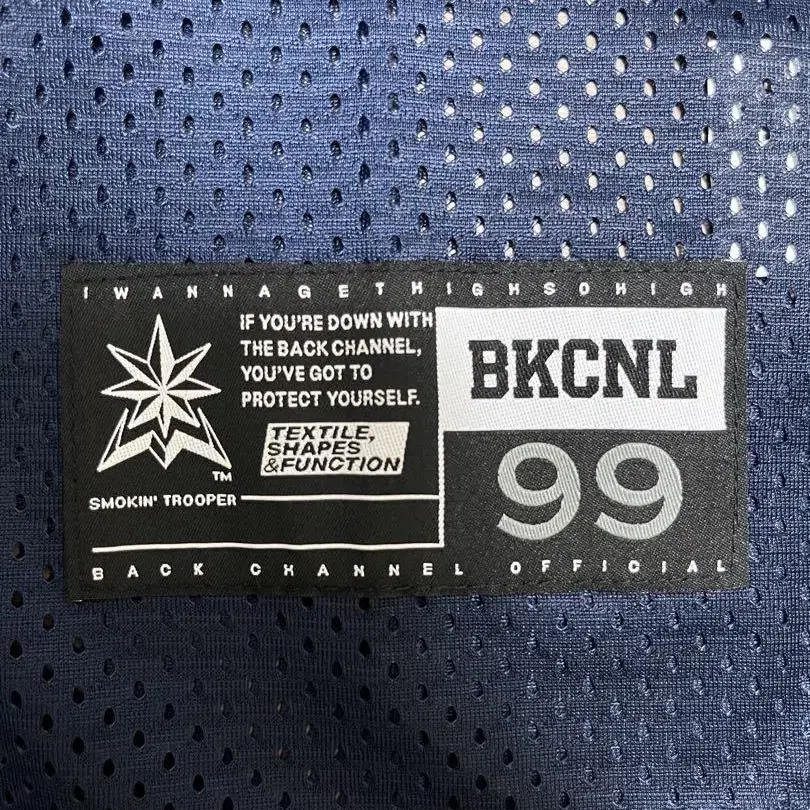 IWANNAGETHIGHSOHIGH
IF YOU'RE DOWN WITH
THE BACK CHANNEL,
YOU'VE GOT TO
PROTECT YOURSELF.
TEXTILE,
SHAPES
&FUNCTION
TM
SMOKIN' TROOPER
BKCNL
99
BACK CHANNEL OFFICIAL